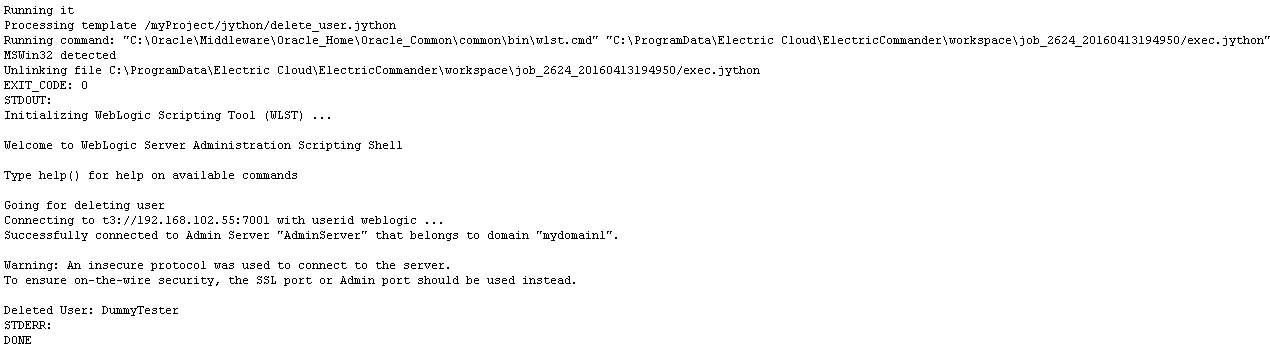 Running it
Processing template /myProject/jython/delete_user.jython
Running command: "C:\Oracle\Middleware\Oracle_Home\Oracle_Common\common\bin\wlst.cmd" "C:\ProgramData\Electric Cloud\ElectricCommander\workspace\job_2624_20160413194950/exec.jython"
MSWin32 detected
Unlinking file C:\ProgramData\Electric Cloud\ElectricCommander\workspace\job_2624_20160413194950/exec.jython
EXIT_CODE: 0
STDOUT:
Initializing WebLogic Scripting Tool (WLST) ...
Welcome to WebLogic Server Administration Scripting Shell
Type help() for help on available commands
Going for deleting user
Connecting to t3://192.168.102.55:7001 with userid weblogic ...
Successfully connected to Admin Server "AdminServer" that belongs to domain "mydomain1".
Warning: An insecure protocol was used to connect to the server.
To ensure on-the-wire security, the SSL port or Admin port should be used instead.
Deleted User: DummyTester
STDERR:
DONE